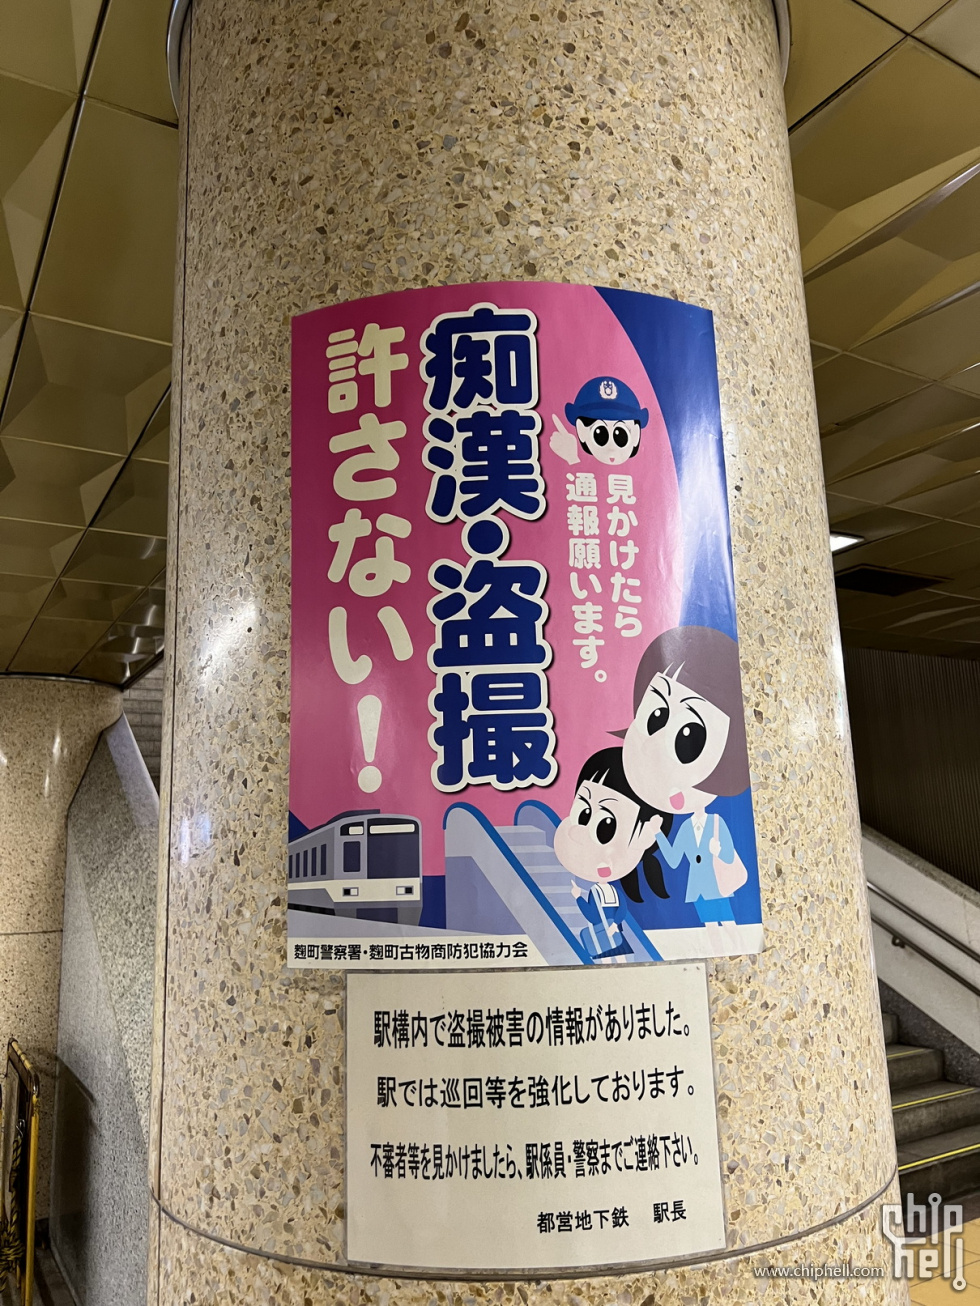 痴漢・盗撮
許さない！
見かけたら
通報願います。
麹町警察署・麹町古物商防犯協力会
駅構内で盗撮被害の情報がありました。
駅では巡回等を強化しております。
不審者等を見かけましたら、駅係員・警察までご連絡下さい。
都営地下鉄　駅長
www.chiphell.com
chip
hell